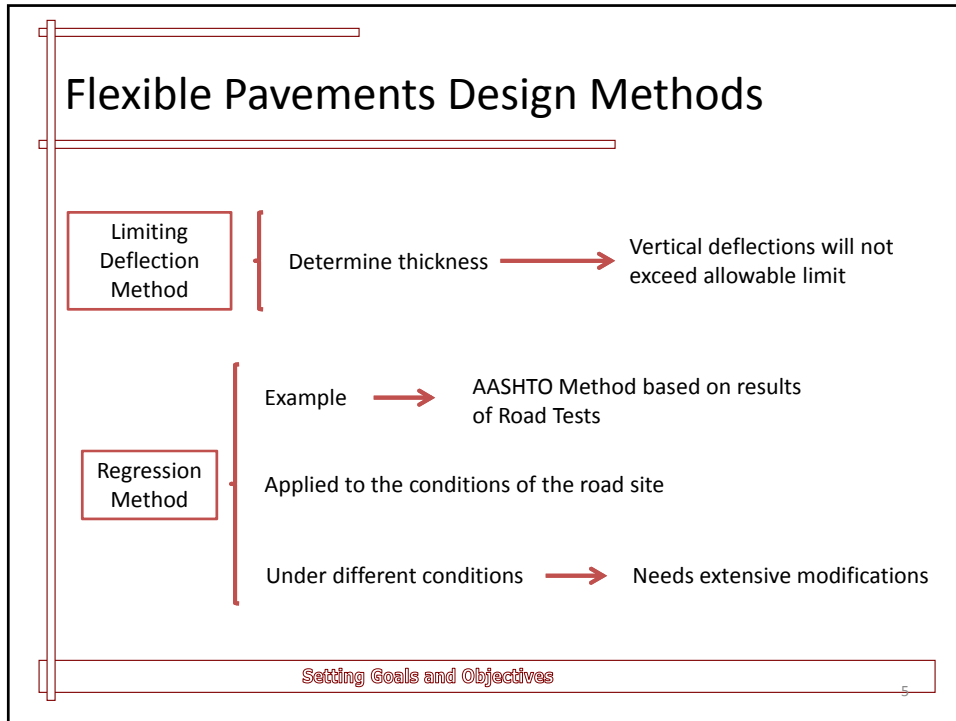 Flexible Pavements Design Methods
Limiting
Deflection
Method
Determine thickness
Vertical deflections will not
exceed allowable limit
Example
AASHTO Method based on results
of Road Tests
Regression
Method
Applied to the conditions of the road site
Under different conditions
Needs extensive modifications
Setting Goals and Objectives
5